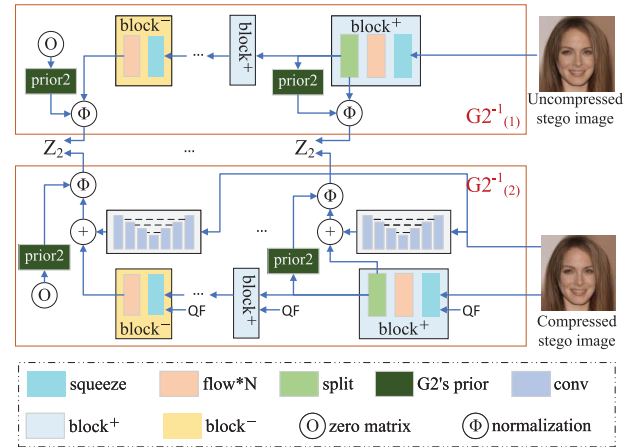 O
prior2
Φ
block⁻
...
block⁺
prior2
block⁺
Φ
Uncompressed
stego image
G2⁻¹₍₁₎
Z₂
...
Z₂
G2⁻¹₍₂₎
Φ
Φ
+
+
prior2
...
prior2
O
block⁻
...
QF
block⁺
QF
block⁺
Compressed
stego image
squeeze
flow*N
split
G2's prior
conv
block⁺
block⁻
O zero matrix
Φ normalization